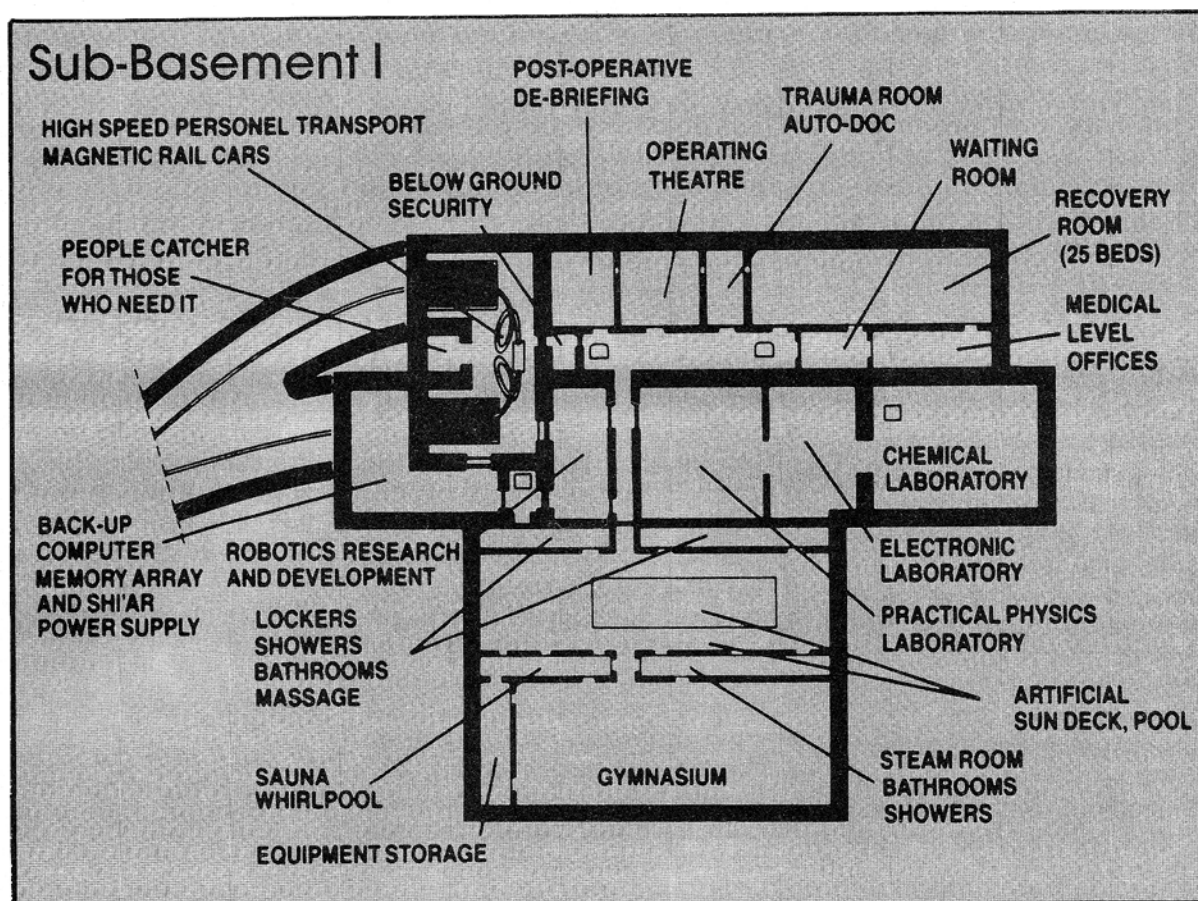 Sub-Basement I
POST-OPERATIVE
DE-BRIEFING
TRAUMA ROOM
AUTO-DOC
HIGH SPEED PERSONEL TRANSPORT
MAGNETIC RAIL CARS
OPERATING
THEATRE
WAITING
ROOM
BELOW GROUND
SECURITY
RECOVERY
ROOM
(25 BEDS)
PEOPLE CATCHER
FOR THOSE
WHO NEED IT
MEDICAL
LEVEL
OFFICES
CHEMICAL
LABORATORY
BACK-UP
COMPUTER
MEMORY ARRAY
AND SHI'AR
POWER SUPPLY
ROBOTICS RESEARCH
AND DEVELOPMENT
ELECTRONIC
LABORATORY
LOCKERS
SHOWERS
BATHROOMS
MASSAGE
PRACTICAL PHYSICS
LABORATORY
ARTIFICIAL
SUN DECK, POOL
SAUNA
WHIRLPOOL
GYMNASIUM
STEAM ROOM
BATHROOMS
SHOWERS
EQUIPMENT STORAGE